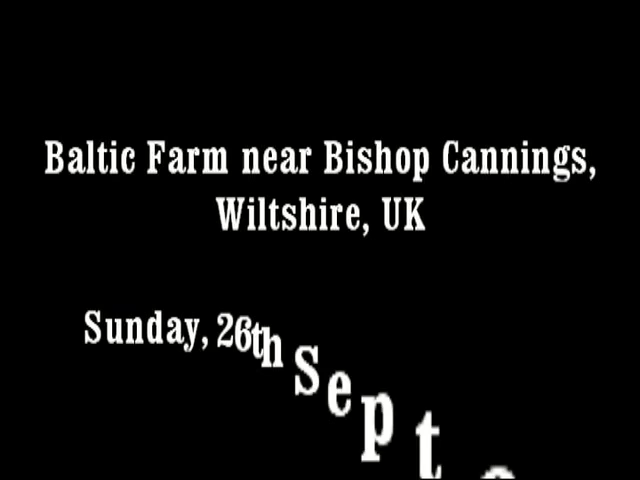 Baltic Farm near Bishop Cannings,
Wiltshire, UK
Sunday, 26th Sept